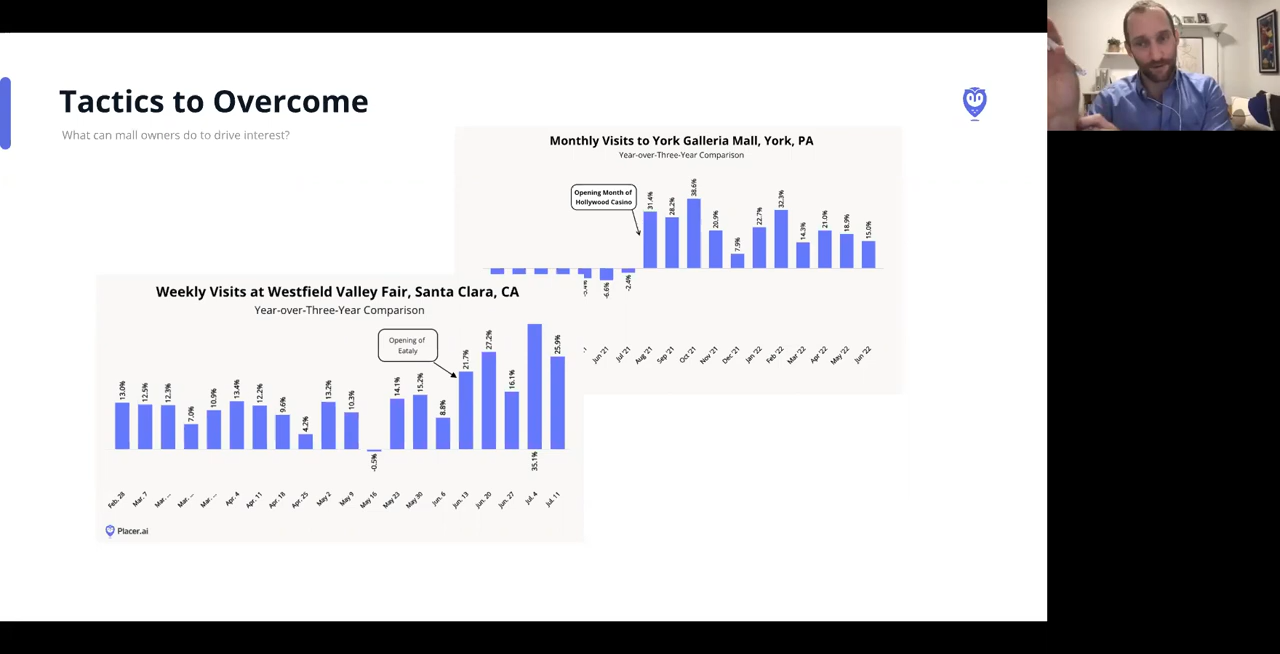 Tactics to Overcome
What can mall owners do to drive interest?
Monthly Visits to York Galleria Mall, York, PA
Year-over-Three-Year Comparison
Opening Month of
Hollywood Casino
-6.6%
-2.4%
31.4%
28.2%
38.6%
20.9%
7.9%
22.7%
32.3%
14.3%
21.0%
18.9%
15.0%
Jun '21
Jul '21
Aug '21
Sep '21
Oct '21
Nov '21
Dec '21
Jan '22
Feb '22
Mar '22
Apr '22
May '22
Jun '22
Weekly Visits at Westfield Valley Fair, Santa Clara, CA
Year-over-Three-Year Comparison
Opening of
Eataly
13.0%
12.5%
12.3%
7.0%
10.9%
13.4%
12.2%
9.6%
4.2%
13.2%
10.3%
-0.5%
14.1%
15.2%
8.8%
21.7%
27.2%
16.1%
35.1%
25.9%
Feb. 28
Mar. 7
Mar. ...
Mar. ...
Mar. ...
Apr. 4
Apr. 11
Apr. 18
Apr. 25
May 2
May 9
May 16
May 23
May 30
Jun. 6
Jun. 13
Jun. 20
Jun. 27
Jul. 4
Jul. 11
Placer.ai